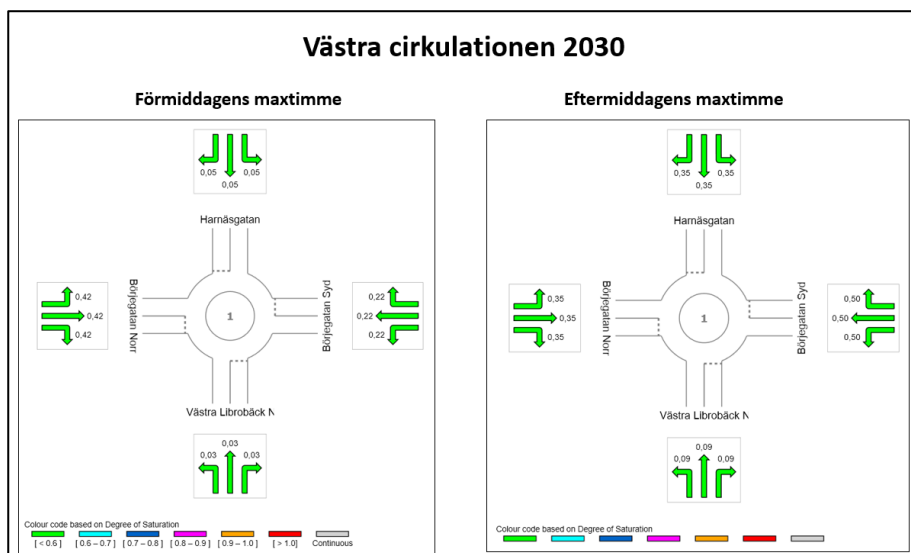 Västra cirkulationen 2030
Förmiddagens maxtimme
0,05 0,05
0,05
Harnäsgatan
Börjegatan Norr
0,42
0,42
0,42
1
Börjegatan Syd
0,22
0,22
0,22
Västra Librobäck N
0,03
0,03 0,03
Colour code based on Degree of Saturation
[ < 0.6 ] [ 0.6 – 0.7 ] [ 0.7 – 0.8 ] [ 0.8 – 0.9 ] [ 0.9 – 1.0 ] [ > 1.0 ] Continuous
Eftermiddagens maxtimme
0,35 0,35
0,35
Harnäsgatan
Börjegatan Norr
0,35
0,35
0,35
1
Börjegatan Syd
0,50
0,50
0,50
Västra Librobäck N
0,09
0,09 0,09
Colour code based on Degree of Saturation